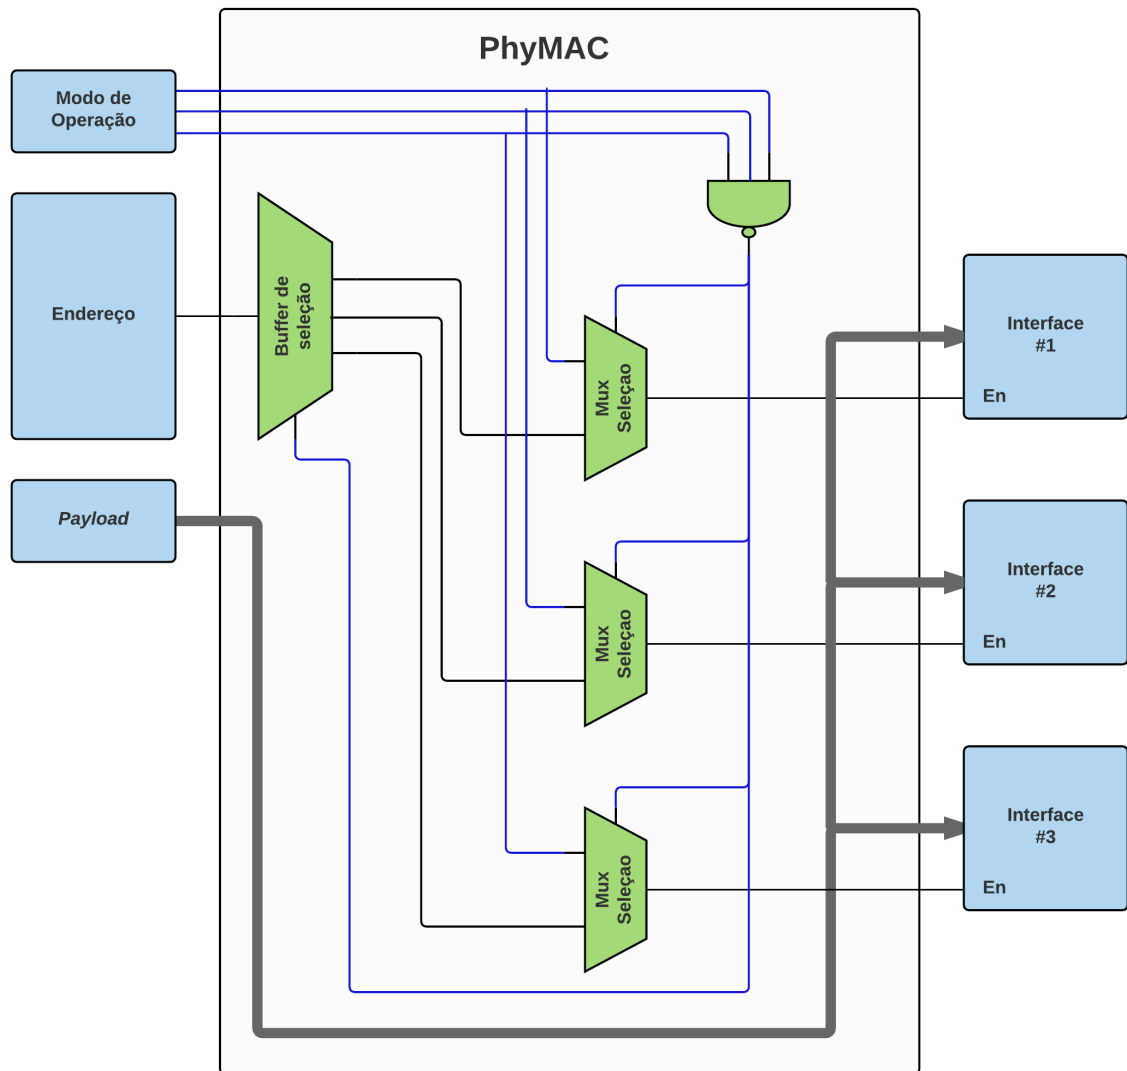 PhyMAC
Modo de
Operação
Endereço
Buffer de
seleção
Payload
Mux
Seleçao
Mux
Seleçao
Mux
Seleçao
Interface
#1
En
Interface
#2
En
Interface
#3
En